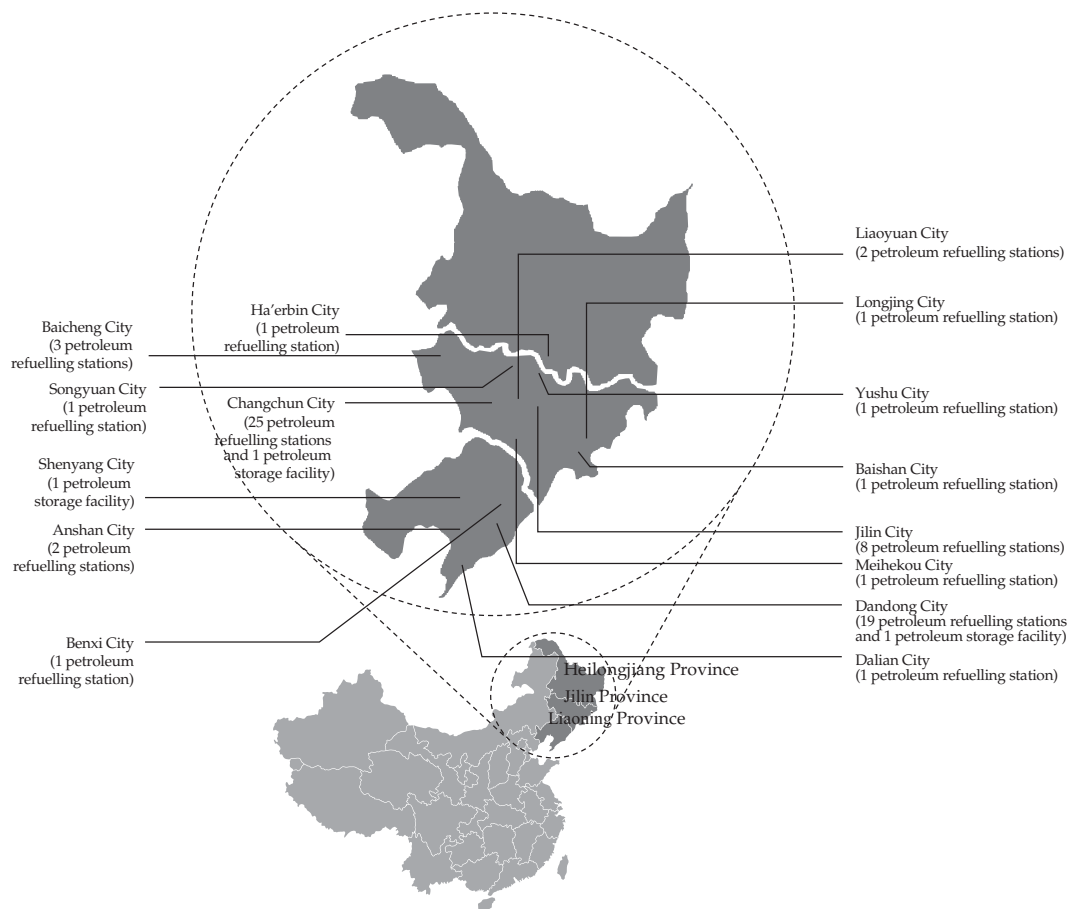 Liaoyuan City
(2 petroleum refuelling stations)
Longjing City
(1 petroleum refuelling station)
Ha’erbin City
(1 petroleum
refuelling station)
Baicheng City
(3 petroleum
refuelling stations)
Songyuan City
(1 petroleum
refuelling station)
Changchun City
(25 petroleum
refuelling stations
and 1 petroleum
storage facility)
Yushu City
(1 petroleum refuelling station)
Shenyang City
(1 petroleum
storage facility)
Baishan City
(1 petroleum refuelling station)
Anshan City
(2 petroleum
refuelling stations)
Jilin City
(8 petroleum refuelling stations)
Meihekou City
(1 petroleum refuelling station)
Dandong City
(19 petroleum refuelling stations
and 1 petroleum storage facility)
Benxi City
(1 petroleum
refuelling station)
Dalian City
(1 petroleum refuelling station)
Heilongjiang Province
Jilin Province
Liaoning Province